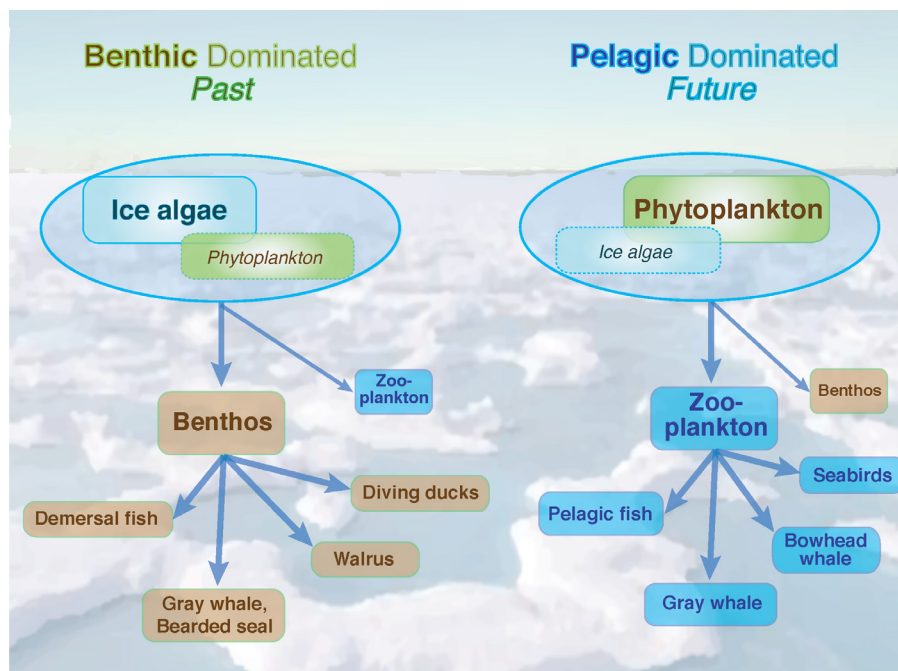 Benthic Dominated
Past
Ice algae
Phytoplankton
Zoo-
plankton
Benthos
Diving ducks
Demersal fish
Walrus
Gray whale,
Bearded seal
Pelagic Dominated
Future
Phytoplankton
Ice algae
Benthos
Zoo-
plankton
Seabirds
Pelagic fish
Bowhead
whale
Gray whale